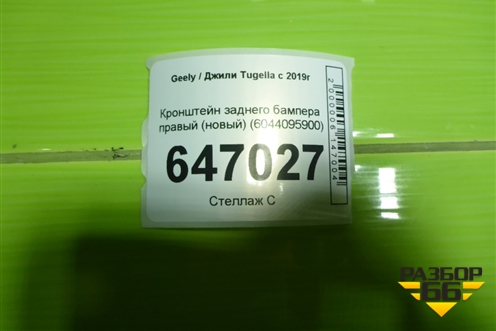 Geely / Джили Tugella с 2019г
Кронштейн заднего бампера
правый (новый) (6044095900)
647027
Стеллаж С
2000006147004
РАЗБОР
66